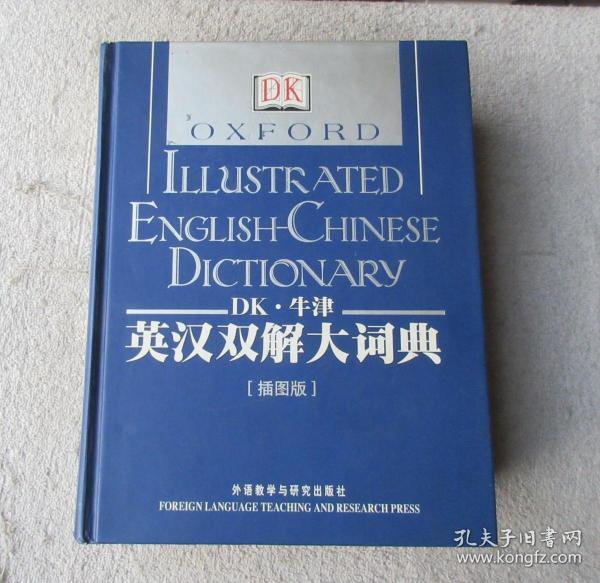 DK
OXFORD
ILLUSTRATED
ENGLISH-CHINESE
DICTIONARY
DK·牛津
英汉双解大词典
[插图版]
外语教学与研究出版社
FOREIGN LANGUAGE TEACHING AND RESEARCH PRESS
孔夫子旧书网
www.kongfz.com